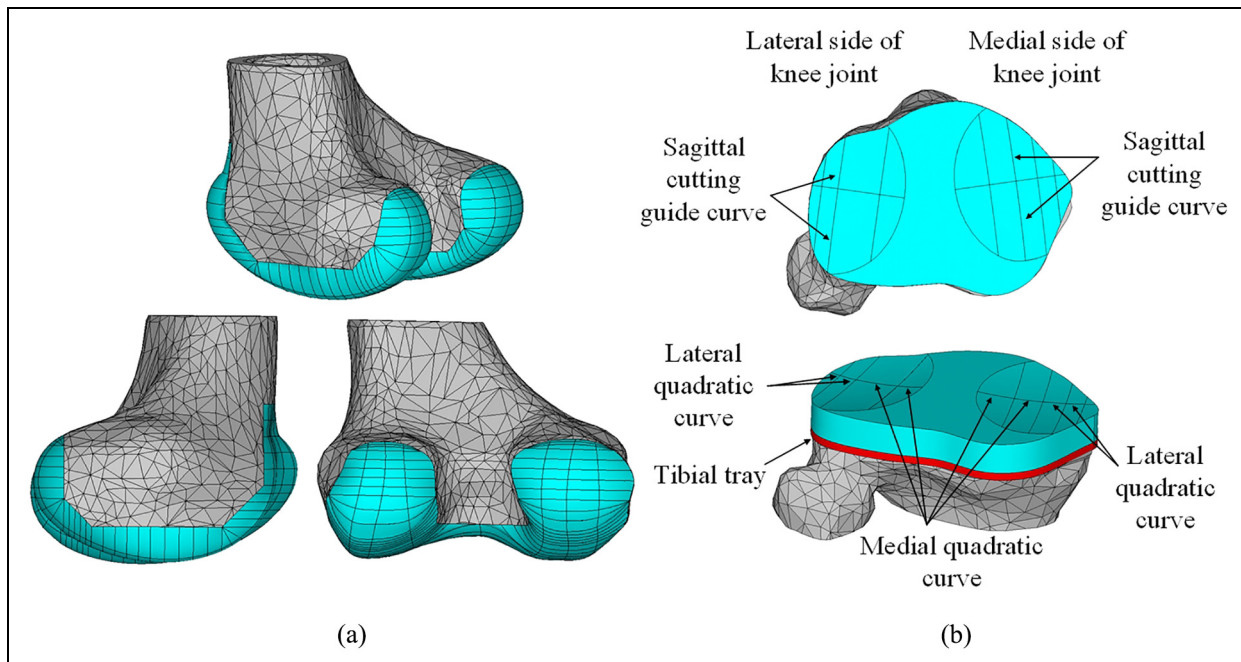 Lateral side of
knee joint
Medial side of
knee joint
Sagittal
cutting
guide curve
Sagittal
cutting
guide curve
Lateral
quadratic
curve
Tibial tray
Lateral
quadratic
curve
Medial quadratic
curve
(a)
(b)